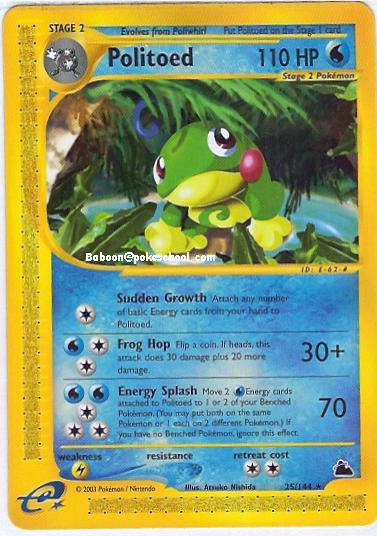 STAGE 2
Evolves from Poliwhirl Put Politoed on the Stage 1 card
Politoed 110 HP
Stage 2 Pokémon
Baboon@pokeschool.com
ID: E-62-#
Sudden Growth Attach any number
of basic Energy cards from your hand to
Politoed.
Frog Hop Flip a coin. If heads, this
attack does 30 damage plus 20 more
damage.
30+
Energy Splash Move 2 Energy cards
attached to Politoed to 1 or 2 of your Benched
Pokémon. (You may put both on the same
Pokémon or 1 each on 2 different Pokémon.) If
you have no Benched Pokémon, ignore this effect.
70
weakness resistance retreat cost
e
© 2003 Pokémon / Nintendo Illus. Atsuko Nishida 25/144 ★